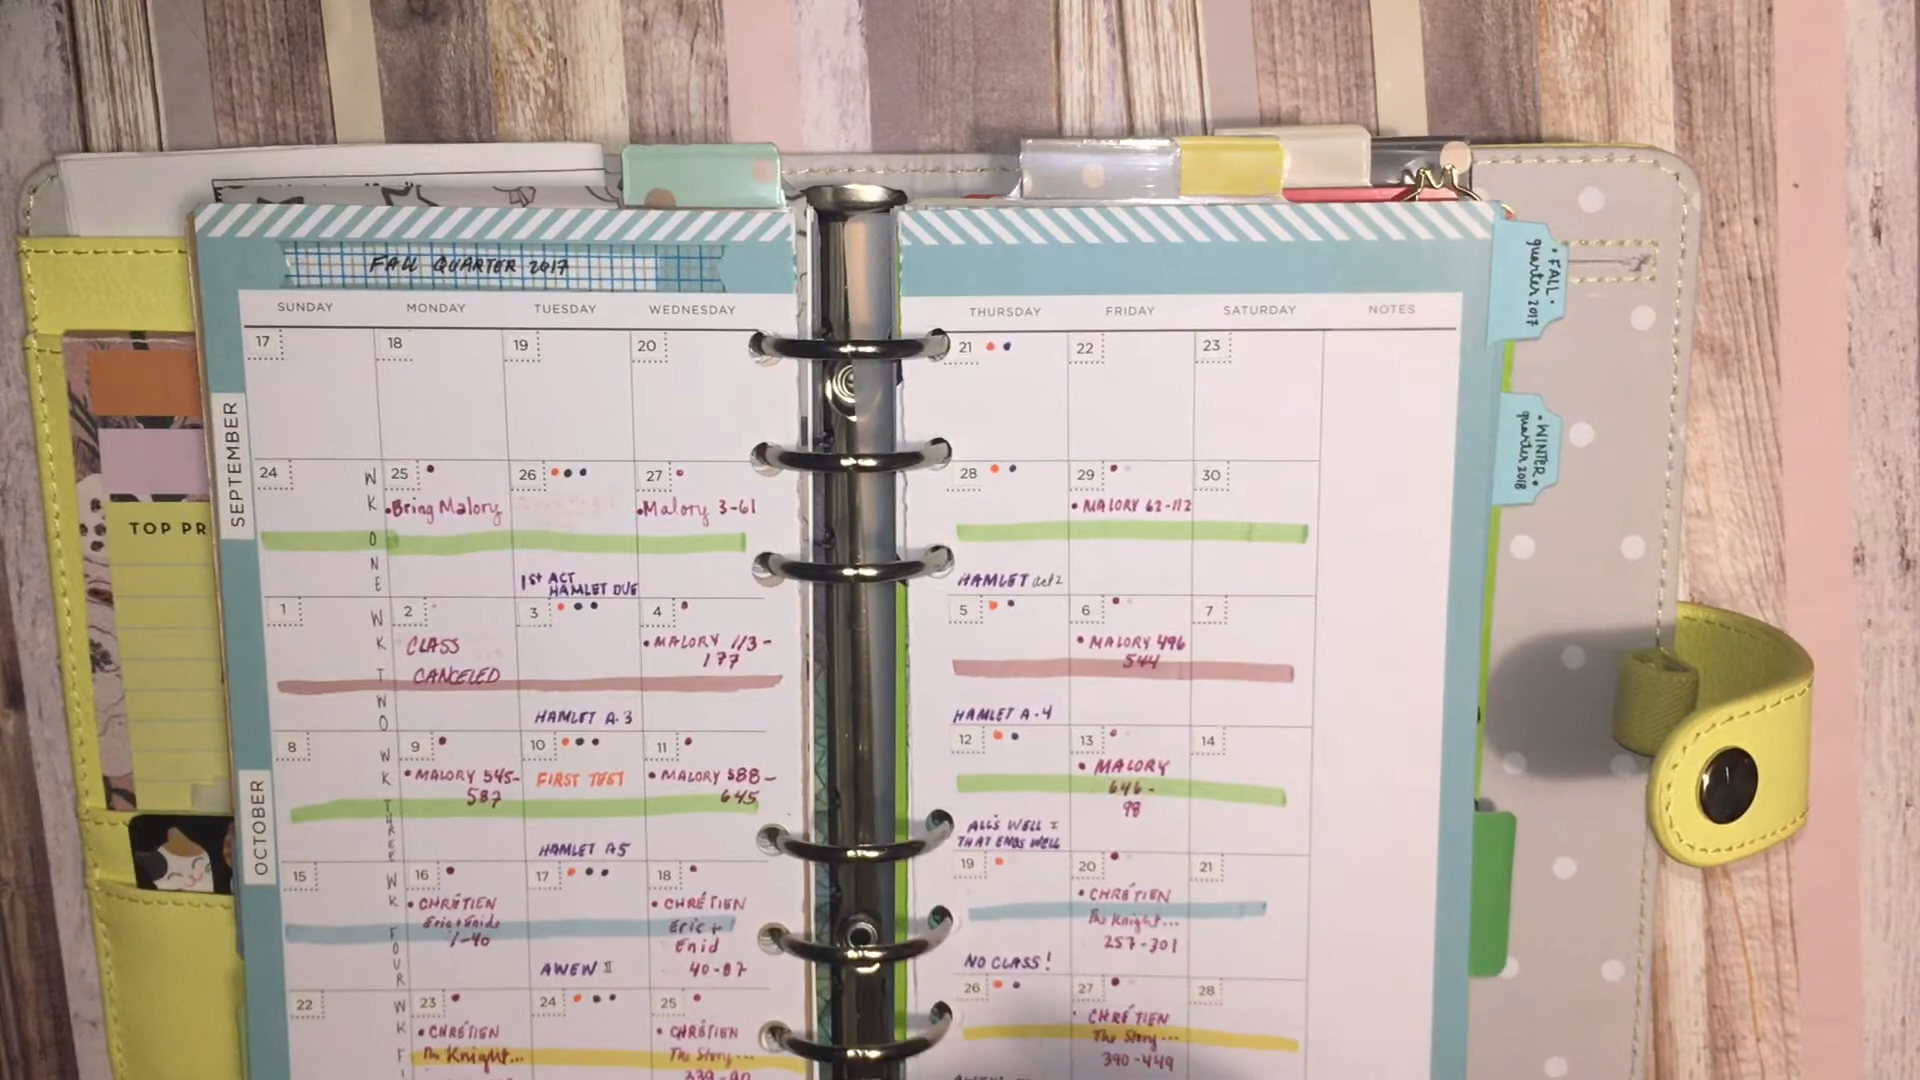 FALL QUARTER 2017
SUNDAY MONDAY TUESDAY WEDNESDAY THURSDAY FRIDAY SATURDAY NOTES
• FALL •
quarter 2017
• WINTER •
quarter 2018
SEPTEMBER
OCTOBER
TOP PR
17 18 19 20 21 22 23
24 25 26 27 28 29 30
WK ONE
• Bring Malory
1st ACT
HAMLET DUE
• Malory 3-61
HAMLET act 2
• MALORY 62-112
1 2 3 4 5 6 7
WK TWO
CLASS
CANCELED
HAMLET A.3
• MALORY 113-
177
HAMLET A.4
• MALORY 496
544
8 9 10 11 12 13 14
WK THREE
• MALORY 545-
587
FIRST TEST
HAMLET A5
• MALORY 588-
645
ALL'S WELL I
THAT ENDS WELL
• MALORY
646-
98
15 16 17 18 19 20 21
WK FOUR
• CHRÉTIEN
Eric + Enid
1-40
AWEW II
• CHRÉTIEN
Eric +
Enid
40-87
NO CLASS!
• CHRÉTIEN
The Knight...
257-301
22 23 24 25 26 27 28
WK FI
• CHRÉTIEN
The Knight...
• CHRÉTIEN
The Story...
339-90
• CHRÉTIEN
The Story...
390-449